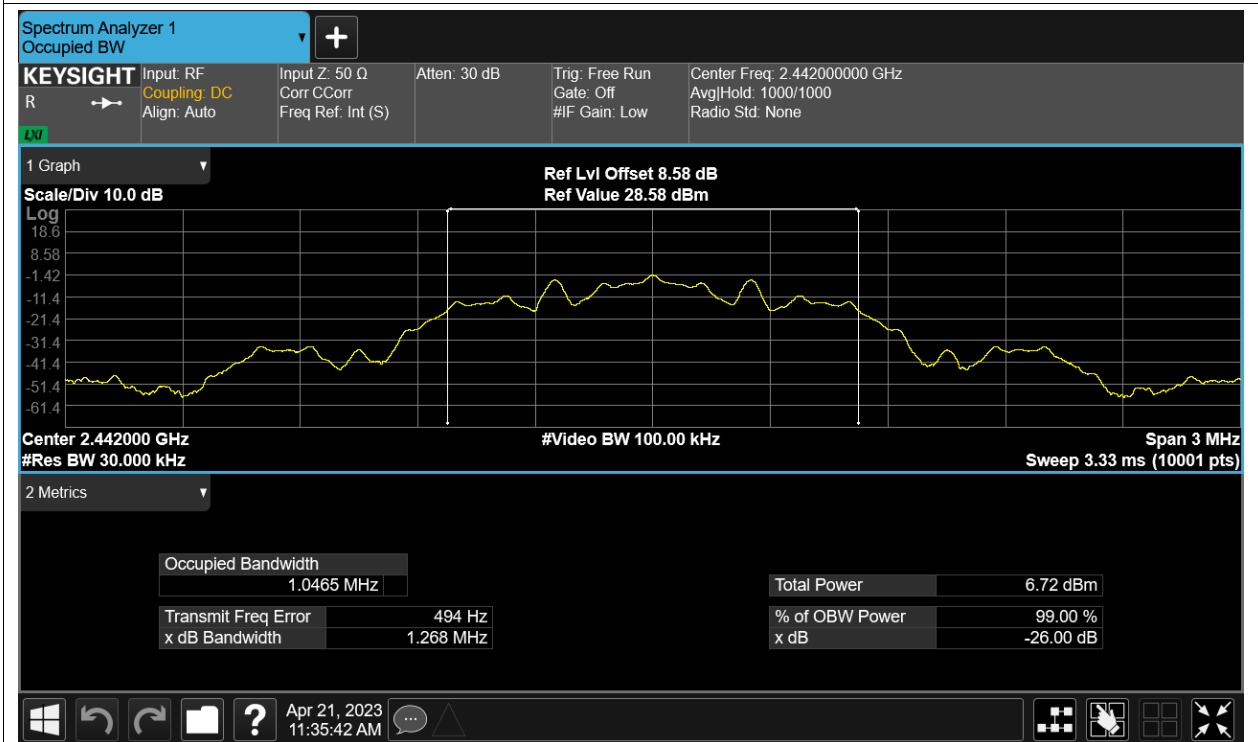 Spectrum Analyzer 1
Occupied BW
KEYSIGHT Input: RF Input Z: 50 Ω Atten: 30 dB Trig: Free Run Center Freq: 2.442000000 GHz
R Coupling: DC Corr CCorr Gate: Off Avg|Hold: 1000/1000
Align: Auto Freq Ref: Int (S) #IF Gain: Low Radio Std: None
LXI
1 Graph Ref Lvl Offset 8.58 dB
Scale/Div 10.0 dB Ref Value 28.58 dBm
Log
18.6
8.58
-1.42
-11.4
-21.4
-31.4
-41.4
-51.4
-61.4
Center 2.442000 GHz #Video BW 100.00 kHz Span 3 MHz
#Res BW 30.000 kHz Sweep 3.33 ms (10001 pts)
2 Metrics
Occupied Bandwidth
1.0465 MHz Total Power 6.72 dBm
Transmit Freq Error 494 Hz % of OBW Power 99.00 %
x dB Bandwidth 1.268 MHz x dB -26.00 dB
? Apr 21, 2023
11:35:42 AM